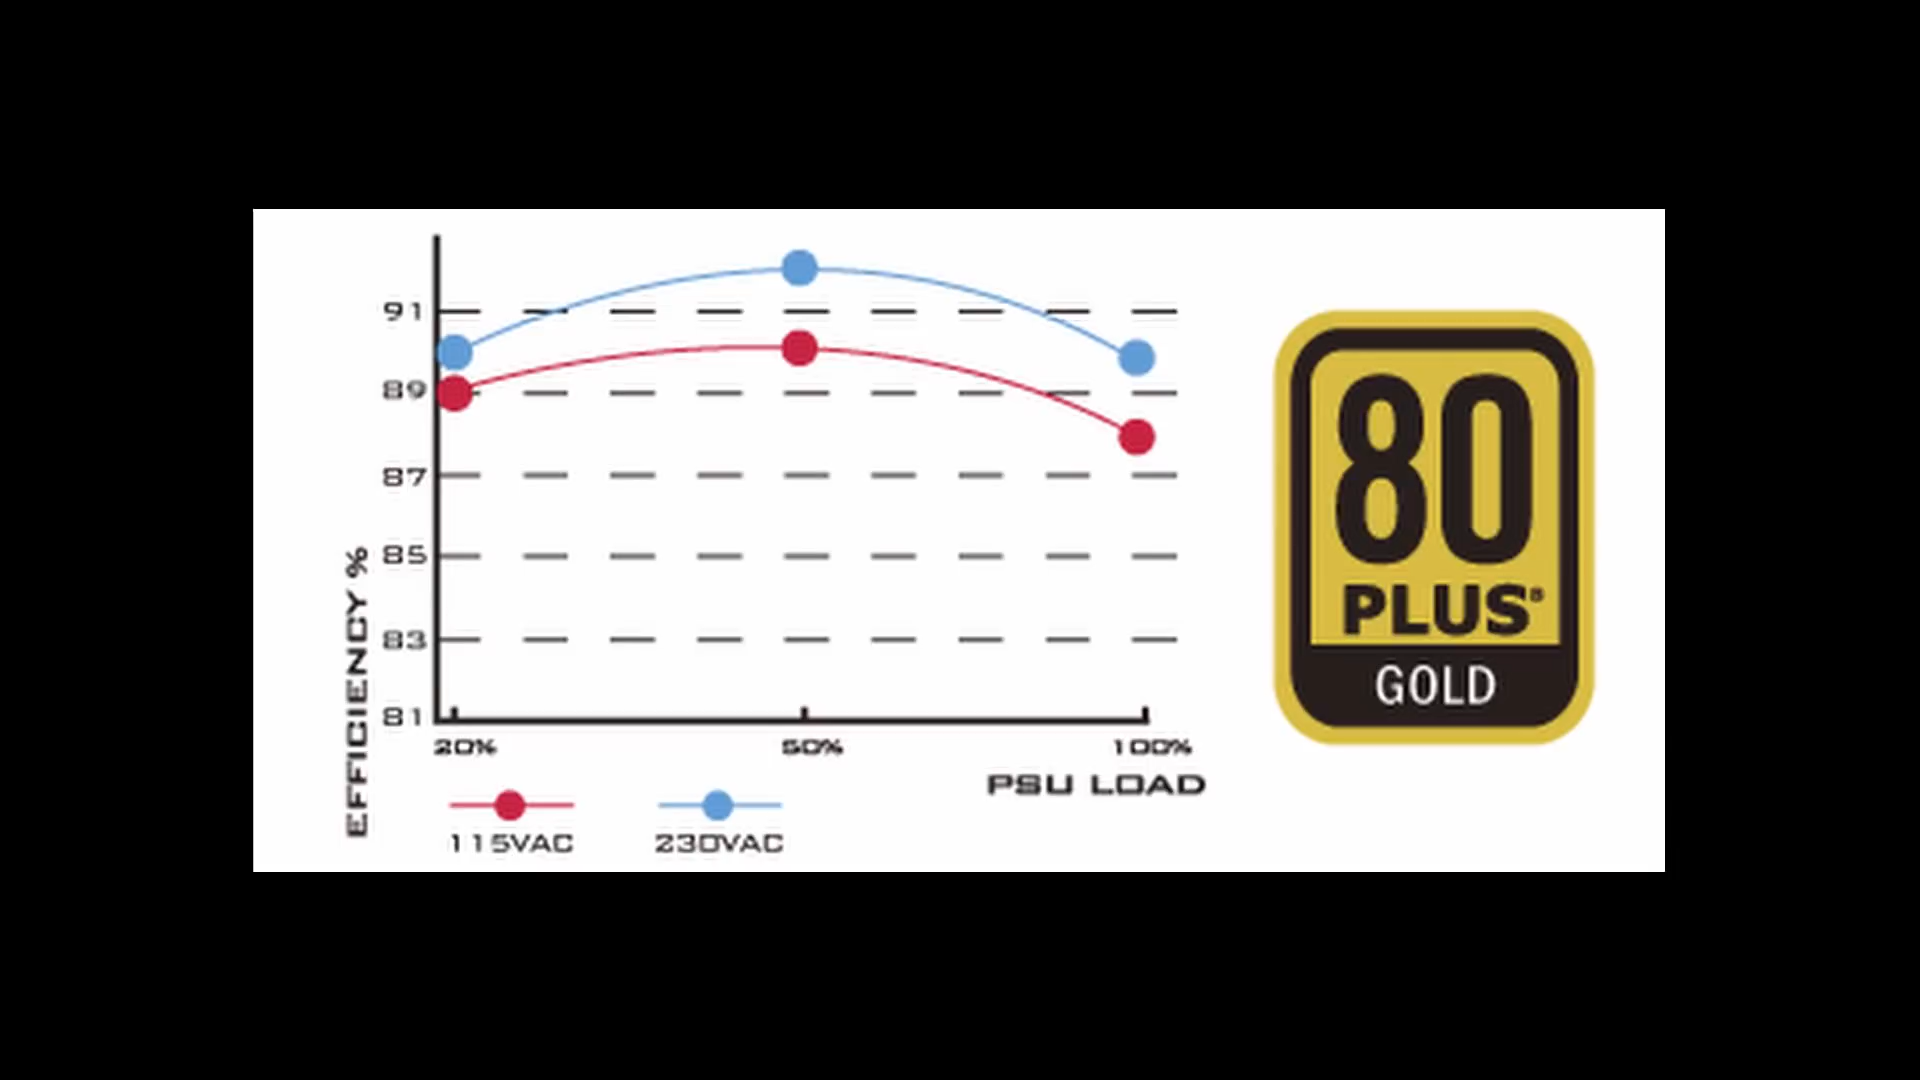 91
89
87
85
83
81
EFFICIENCY %
20% 50% 100%
PSU LOAD
115VAC 230VAC
80
PLUS®
GOLD